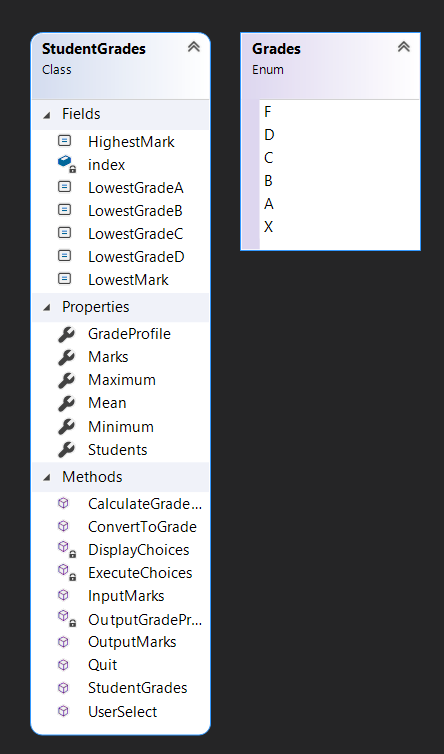 StudentGrades
Class
Fields
HighestMark
index
LowestGradeA
LowestGradeB
LowestGradeC
LowestGradeD
LowestMark
Properties
GradeProfile
Marks
Maximum
Mean
Minimum
Students
Methods
CalculateGrade...
ConvertToGrade
DisplayChoices
ExecuteChoices
InputMarks
OutputGradePr...
OutputMarks
Quit
StudentGrades
UserSelect
Grades
Enum
F
D
C
B
A
X